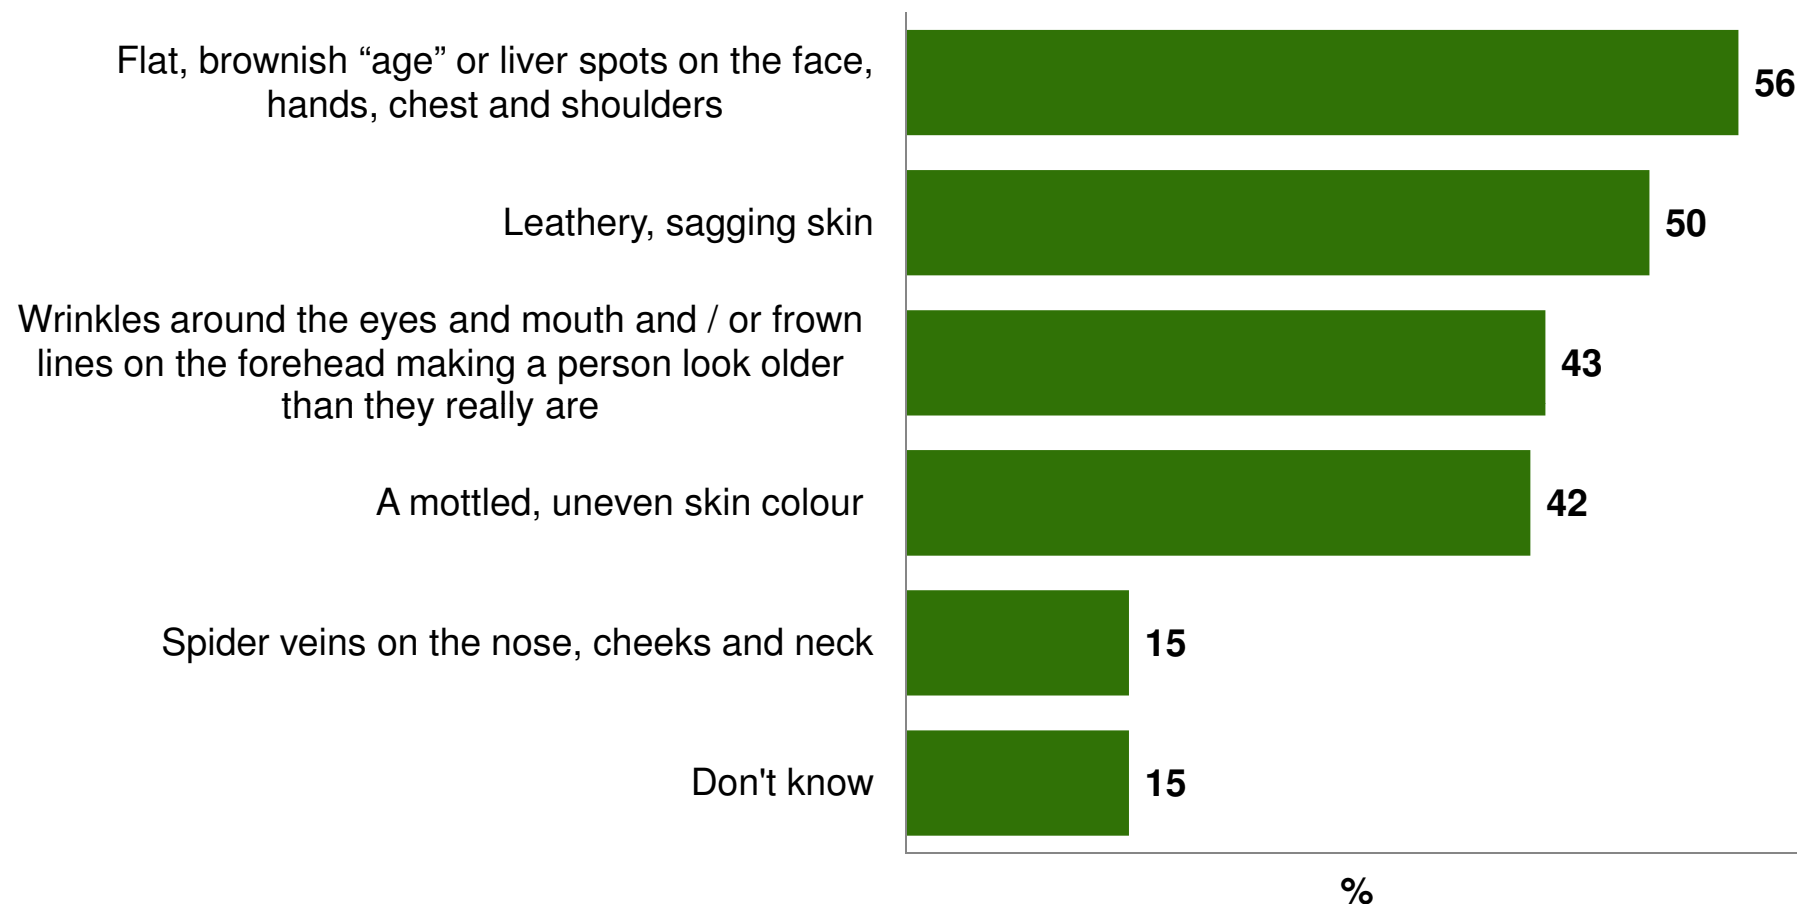 Flat, brownish “age” or liver spots on the face,
hands, chest and shoulders
56
Leathery, sagging skin
50
Wrinkles around the eyes and mouth and / or frown
lines on the forehead making a person look older
than they really are
43
A mottled, uneven skin colour
42
Spider veins on the nose, cheeks and neck
15
Don't know
15
%